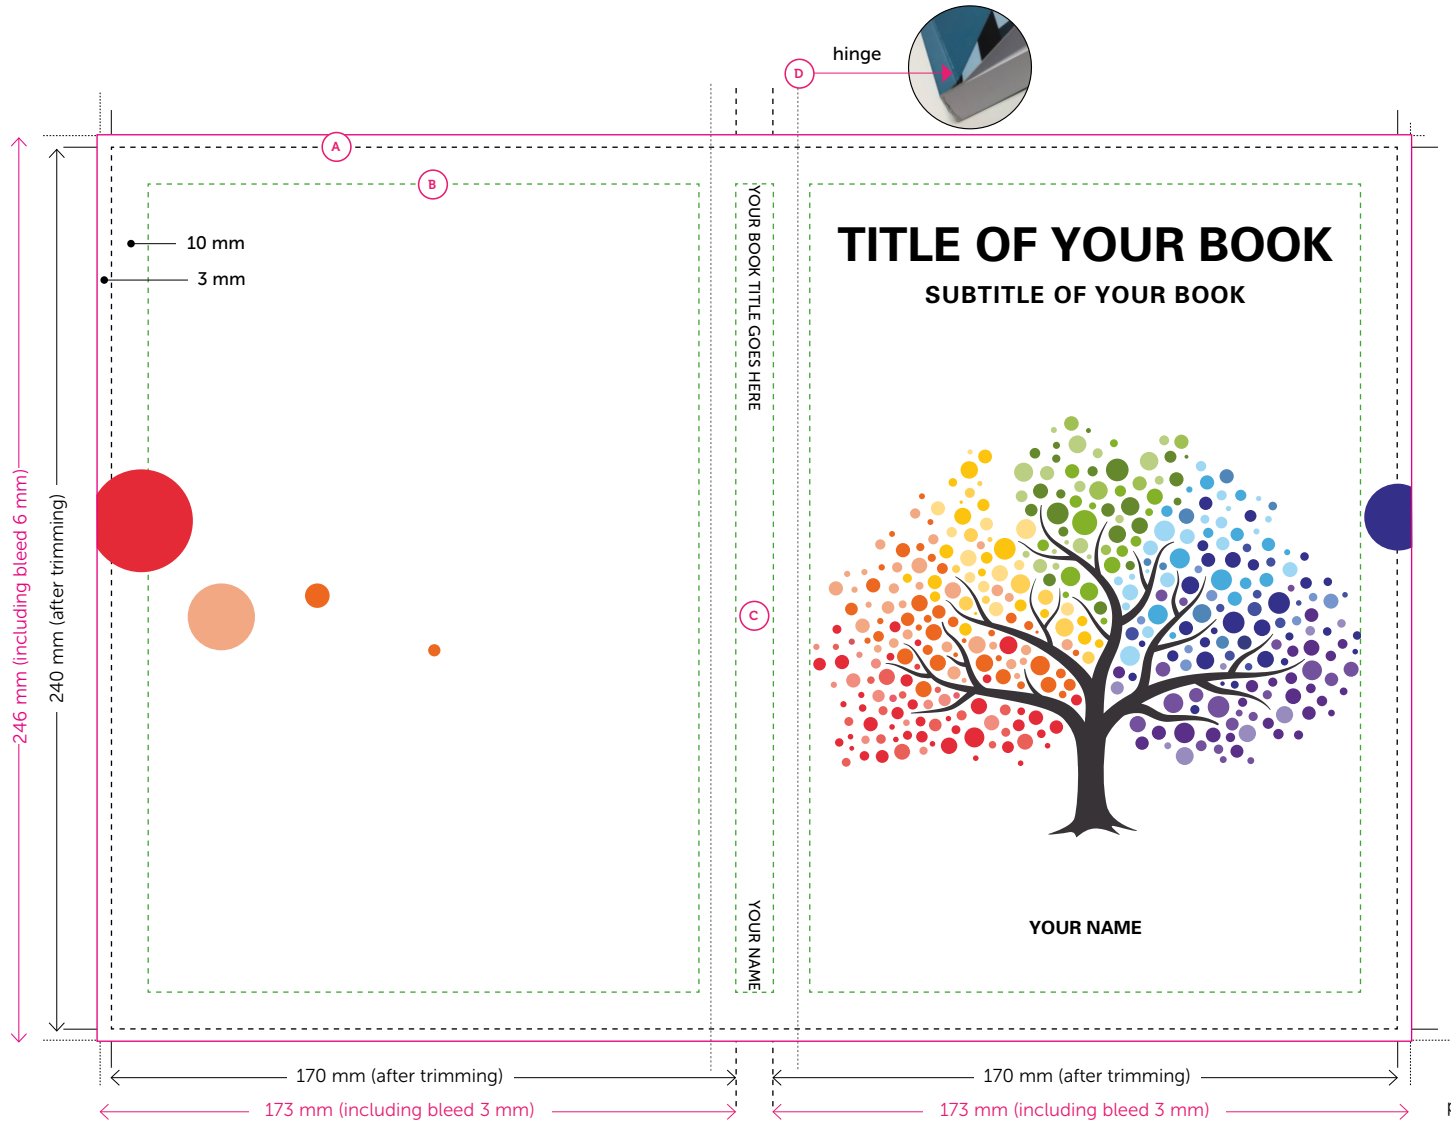 hinge
D
A
B
10 mm
3 mm
246 mm (including bleed 6 mm)
240 mm (after trimming)
YOUR BOOK TITLE GOES HERE
C
YOUR NAME
TITLE OF YOUR BOOK
SUBTITLE OF YOUR BOOK
YOUR NAME
170 mm (after trimming)
170 mm (after trimming)
173 mm (including bleed 3 mm)
173 mm (including bleed 3 mm)